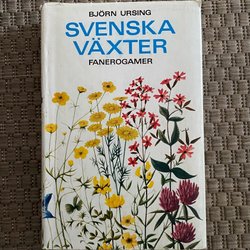 BJÖRN URSING
SVENSKA
VÄXTER
FANEROGAMER